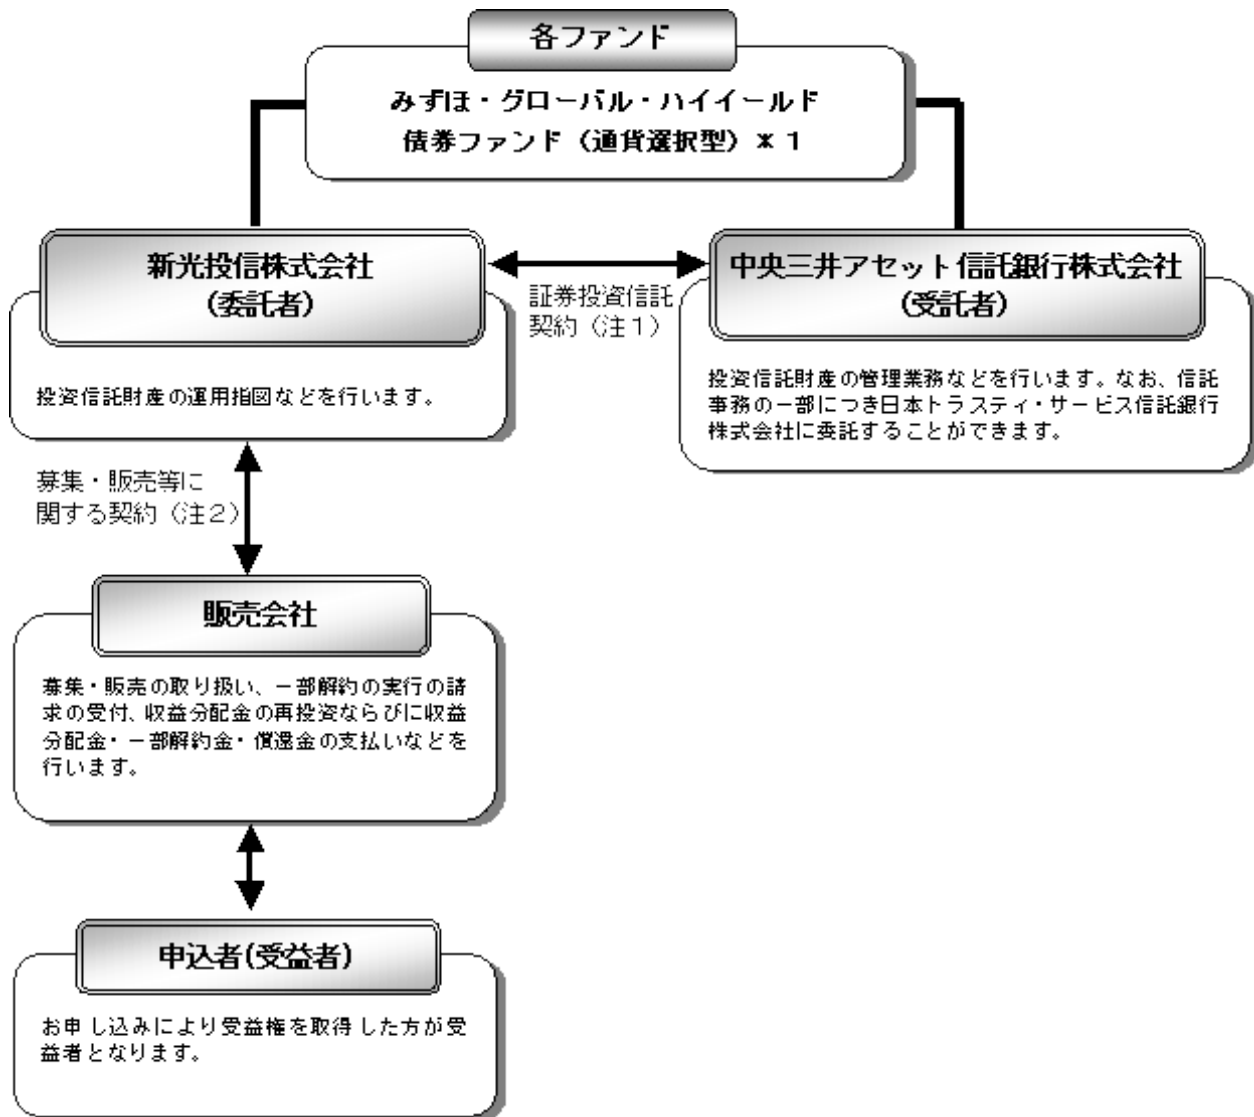 各ファンド
みずほ・グローバル・ハイイールド
債券ファンド（通貨選択型）＊１
新光投信株式会社
(委託者)
投資信託財産の運用指図などを行います。
証券投資信託
契約（注１）
中央三井アセット信託銀行株式会社
(受託者)
投資信託財産の管理業務などを行います。なお、信託
事務の一部につき日本トラスティ・サービス信託銀行
株式会社に委託することができます。
募集・販売等に
関する契約（注２）
販売会社
募集・販売の取り扱い、一部解約の実行の請
求の受付、収益分配金の再投資ならびに収益
分配金・一部解約金・償還金の支払いなどを
行います。
申込者(受益者)
お申し込みにより受益権を取得した方が受
益者となります。